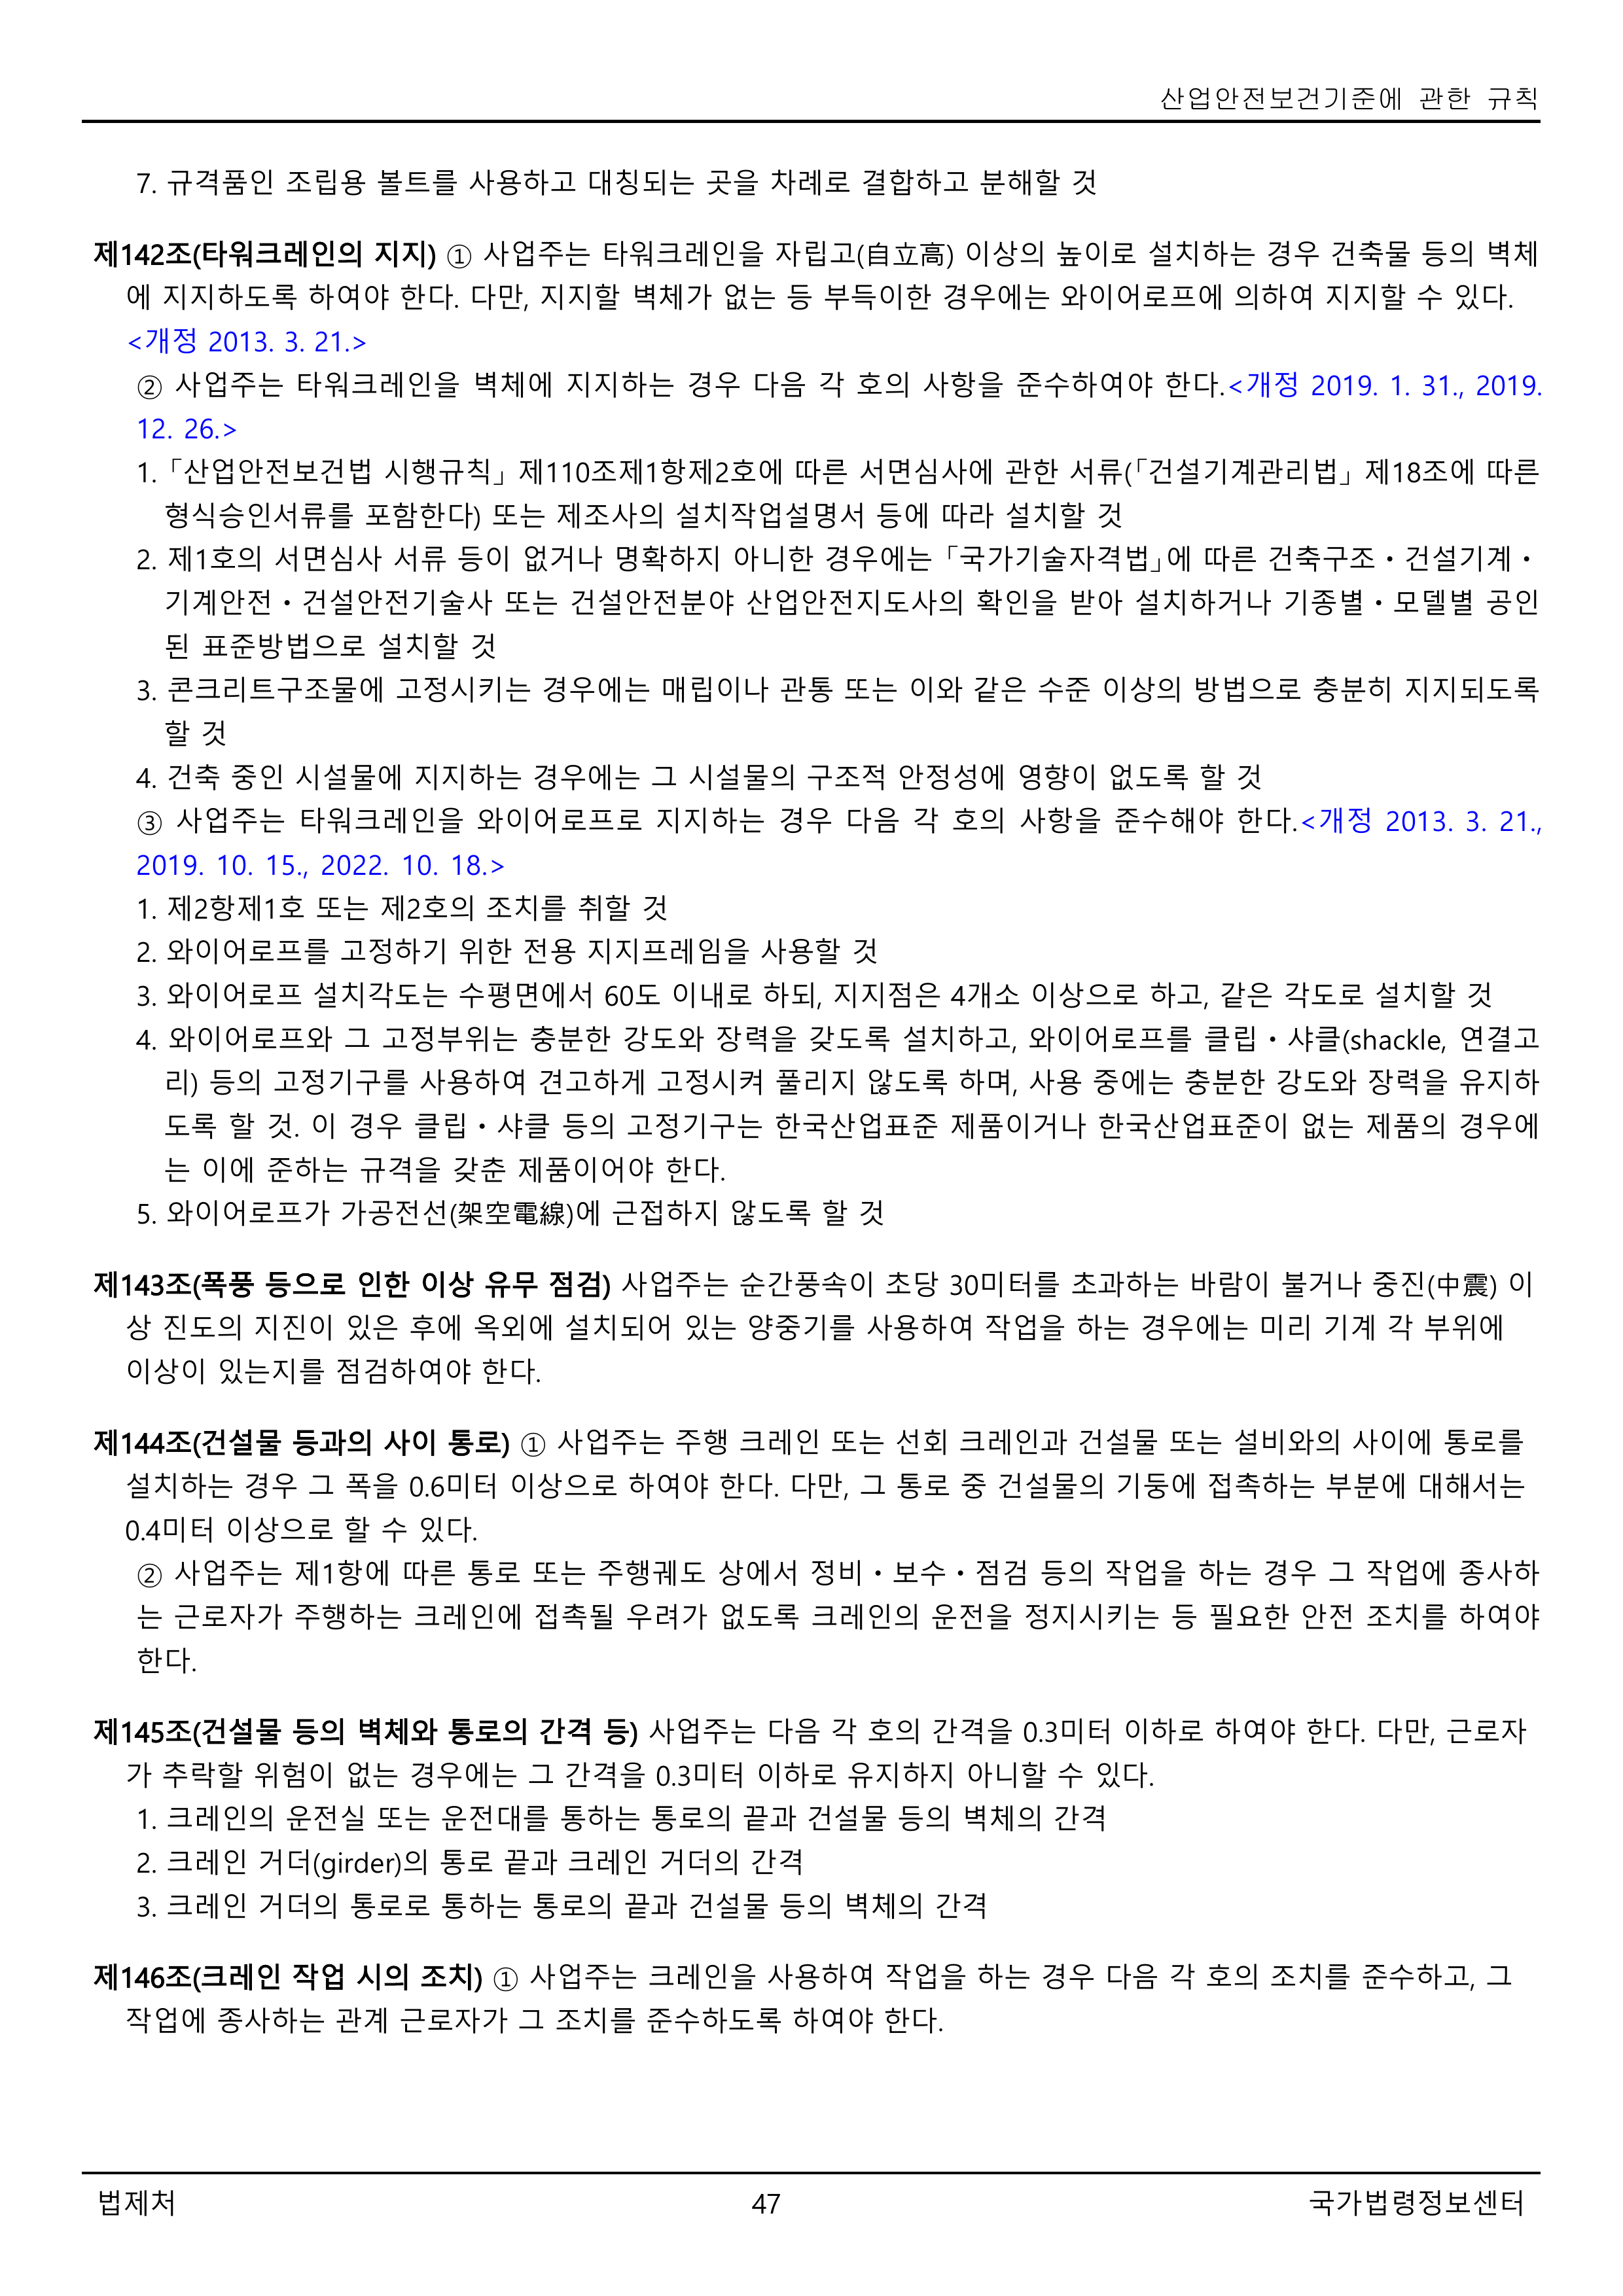 산업안전보건기준에 관한 규칙
7. 규격품인 조립용 볼트를 사용하고 대칭되는 곳을 차례로 결합하고 분해할 것
제142조(타워크레인의 지지) ① 사업주는 타워크레인을 자립고(自立高) 이상의 높이로 설치하는 경우 건축물 등의 벽체
에 지지하도록 하여야 한다. 다만, 지지할 벽체가 없는 등 부득이한 경우에는 와이어로프에 의하여 지지할 수 있다.
<개정 2013. 3. 21.>
② 사업주는 타워크레인을 벽체에 지지하는 경우 다음 각 호의 사항을 준수하여야 한다.<개정 2019. 1. 31., 2019.
12. 26.>
1. 「산업안전보건법 시행규칙」 제110조제1항제2호에 따른 서면심사에 관한 서류(「건설기계관리법」 제18조에 따른
형식승인서류를 포함한다) 또는 제조사의 설치작업설명서 등에 따라 설치할 것
2. 제1호의 서면심사 서류 등이 없거나 명확하지 아니한 경우에는 「국가기술자격법」에 따른 건축구조ㆍ건설기계ㆍ
기계안전ㆍ건설안전기술사 또는 건설안전분야 산업안전지도사의 확인을 받아 설치하거나 기종별ㆍ모델별 공인
된 표준방법으로 설치할 것
3. 콘크리트구조물에 고정시키는 경우에는 매립이나 관통 또는 이와 같은 수준 이상의 방법으로 충분히 지지되도록
할 것
4. 건축 중인 시설물에 지지하는 경우에는 그 시설물의 구조적 안정성에 영향이 없도록 할 것
③ 사업주는 타워크레인을 와이어로프로 지지하는 경우 다음 각 호의 사항을 준수해야 한다.<개정 2013. 3. 21.,
2019. 10. 15., 2022. 10. 18.>
1. 제2항제1호 또는 제2호의 조치를 취할 것
2. 와이어로프를 고정하기 위한 전용 지지프레임을 사용할 것
3. 와이어로프 설치각도는 수평면에서 60도 이내로 하되, 지지점은 4개소 이상으로 하고, 같은 각도로 설치할 것
4. 와이어로프와 그 고정부위는 충분한 강도와 장력을 갖도록 설치하고, 와이어로프를 클립ㆍ샤클(shackle, 연결고
리) 등의 고정기구를 사용하여 견고하게 고정시켜 풀리지 않도록 하며, 사용 중에는 충분한 강도와 장력을 유지하
도록 할 것. 이 경우 클립ㆍ샤클 등의 고정기구는 한국산업표준 제품이거나 한국산업표준이 없는 제품의 경우에
는 이에 준하는 규격을 갖춘 제품이어야 한다.
5. 와이어로프가 가공전선(架空電線)에 근접하지 않도록 할 것
제143조(폭풍 등으로 인한 이상 유무 점검) 사업주는 순간풍속이 초당 30미터를 초과하는 바람이 불거나 중진(中震) 이
상 진도의 지진이 있은 후에 옥외에 설치되어 있는 양중기를 사용하여 작업을 하는 경우에는 미리 기계 각 부위에
이상이 있는지를 점검하여야 한다.
제144조(건설물 등과의 사이 통로) ① 사업주는 주행 크레인 또는 선회 크레인과 건설물 또는 설비와의 사이에 통로를
설치하는 경우 그 폭을 0.6미터 이상으로 하여야 한다. 다만, 그 통로 중 건설물의 기둥에 접촉하는 부분에 대해서는
0.4미터 이상으로 할 수 있다.
② 사업주는 제1항에 따른 통로 또는 주행궤도 상에서 정비ㆍ보수ㆍ점검 등의 작업을 하는 경우 그 작업에 종사하
는 근로자가 주행하는 크레인에 접촉될 우려가 없도록 크레인의 운전을 정지시키는 등 필요한 안전 조치를 하여야
한다.
제145조(건설물 등의 벽체와 통로의 간격 등) 사업주는 다음 각 호의 간격을 0.3미터 이하로 하여야 한다. 다만, 근로자
가 추락할 위험이 없는 경우에는 그 간격을 0.3미터 이하로 유지하지 아니할 수 있다.
1. 크레인의 운전실 또는 운전대를 통하는 통로의 끝과 건설물 등의 벽체의 간격
2. 크레인 거더(girder)의 통로 끝과 크레인 거더의 간격
3. 크레인 거더의 통로로 통하는 통로의 끝과 건설물 등의 벽체의 간격
제146조(크레인 작업 시의 조치) ① 사업주는 크레인을 사용하여 작업을 하는 경우 다음 각 호의 조치를 준수하고, 그
작업에 종사하는 관계 근로자가 그 조치를 준수하도록 하여야 한다.
법제처 47 국가법령정보센터